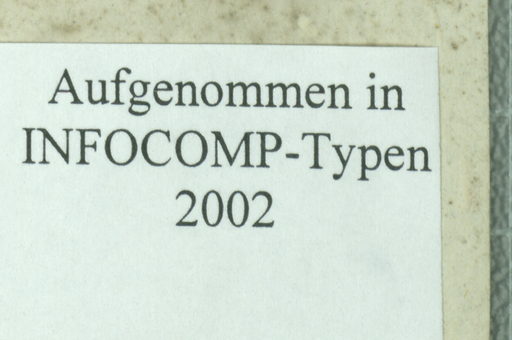 Aufgenommen in
INFOCOMP-Typen
2002